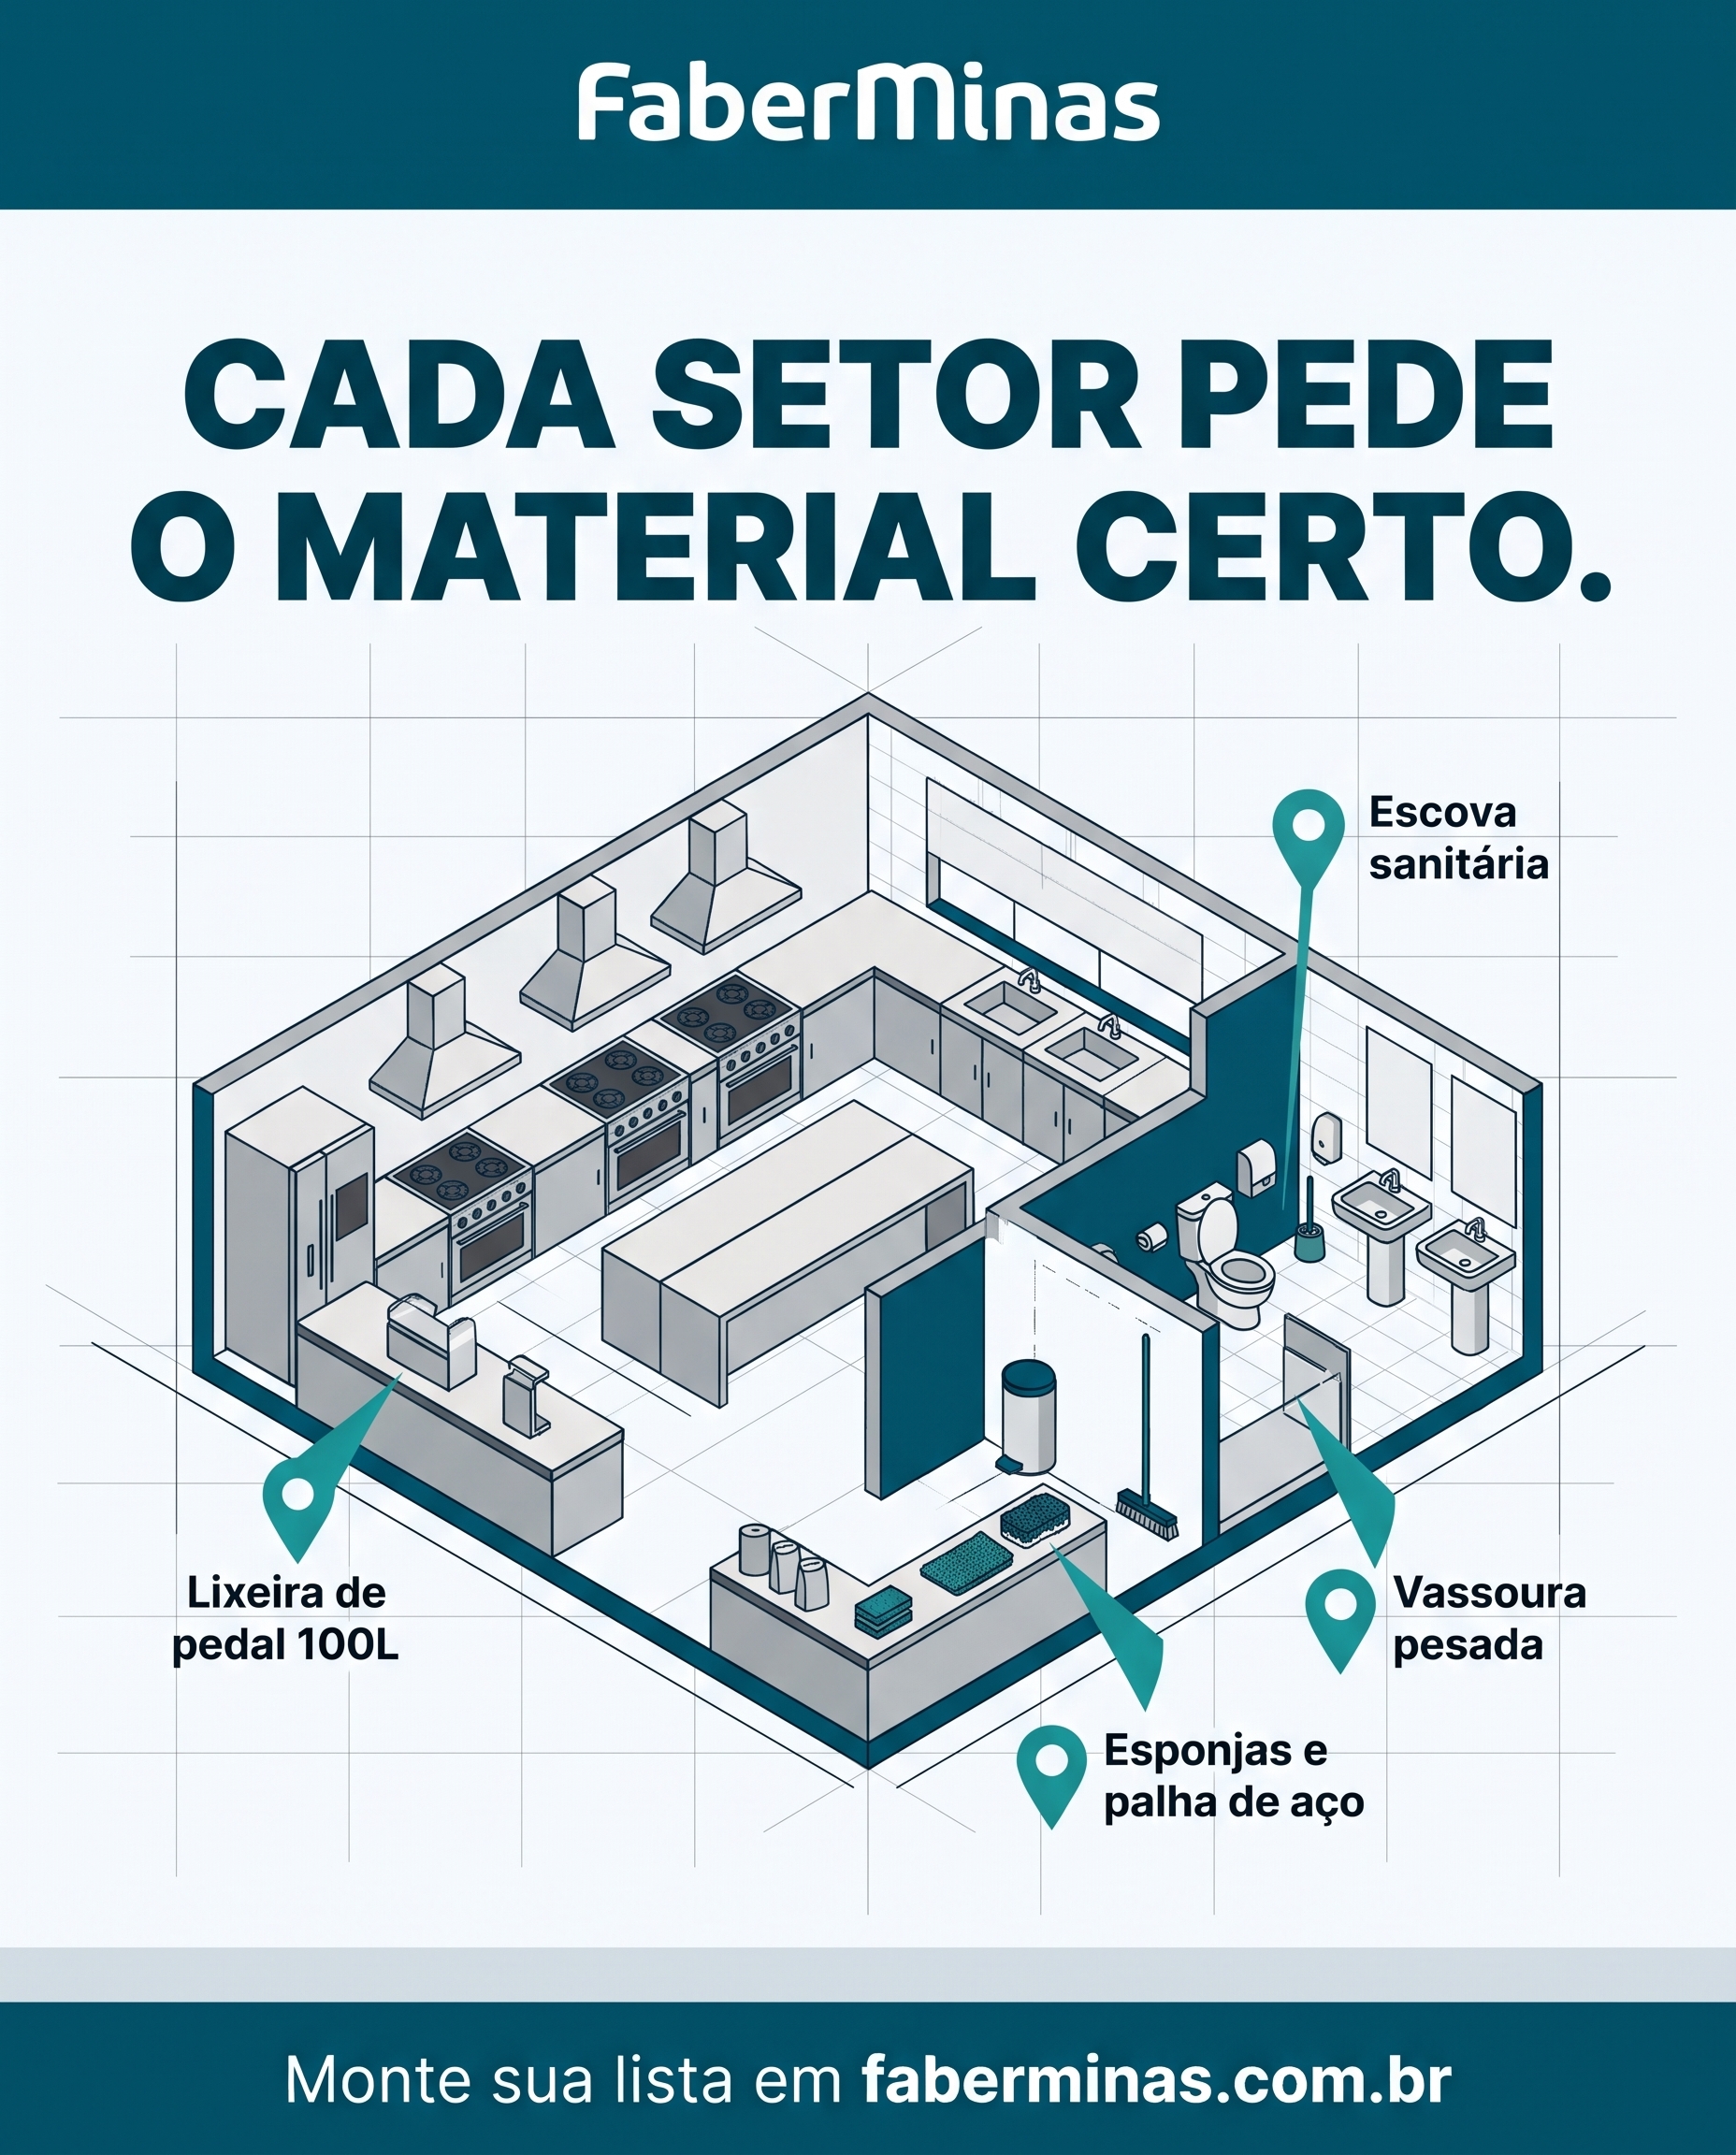 FaberMinas
CADA SETOR PEDE
O MATERIAL CERTO.
Escova
sanitária
Lixeira de
pedal 100L
Vassoura
pesada
Esponjas e
palha de aço
Monte sua lista em faberminas.com.br